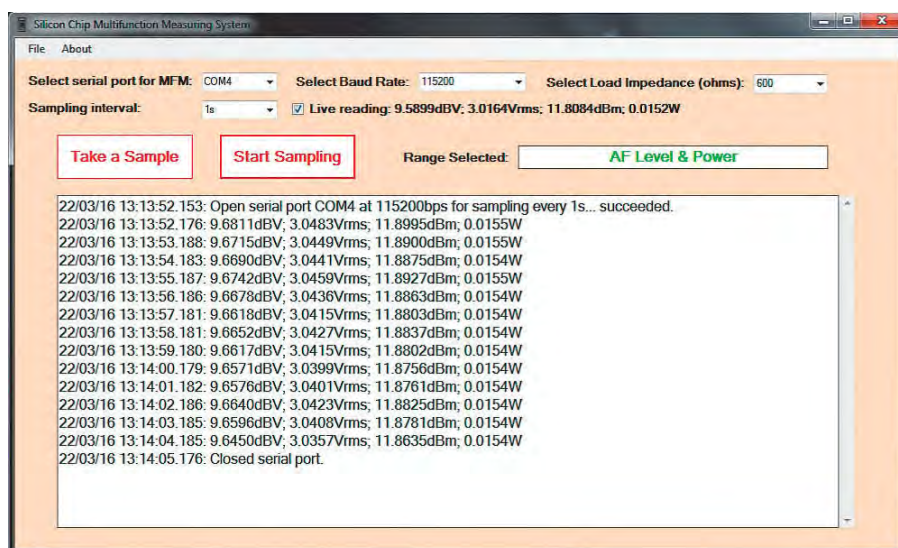 Silicon Chip Multifunction Measuring System
File About
Select serial port for MFM: COM4 Select Baud Rate: 115200 Select Load Impedance (ohms): 600
Sampling interval: 1s Live reading: 9.5899dBV; 3.0164Vrms; 11.8084dBm; 0.0152W
Take a Sample Start Sampling Range Selected: AF Level & Power
22/03/16 13:13:52.153: Open serial port COM4 at 115200bps for sampling every 1s... succeeded.
22/03/16 13:13:52.176: 9.6811dBV; 3.0483Vrms; 11.8995dBm; 0.0155W
22/03/16 13:13:53.188: 9.6715dBV; 3.0449Vrms; 11.8900dBm; 0.0155W
22/03/16 13:13:54.183: 9.6690dBV; 3.0441Vrms; 11.8875dBm; 0.0154W
22/03/16 13:13:55.187: 9.6742dBV; 3.0459Vrms; 11.8927dBm; 0.0155W
22/03/16 13:13:56.186: 9.6678dBV; 3.0436Vrms; 11.8863dBm; 0.0154W
22/03/16 13:13:57.181: 9.6618dBV; 3.0415Vrms; 11.8803dBm; 0.0154W
22/03/16 13:13:58.181: 9.6652dBV; 3.0427Vrms; 11.8837dBm; 0.0154W
22/03/16 13:13:59.180: 9.6617dBV; 3.0415Vrms; 11.8802dBm; 0.0154W
22/03/16 13:14:00.179: 9.6571dBV; 3.0399Vrms; 11.8756dBm; 0.0154W
22/03/16 13:14:01.182: 9.6576dBV; 3.0401Vrms; 11.8761dBm; 0.0154W
22/03/16 13:14:02.186: 9.6640dBV; 3.0423Vrms; 11.8825dBm; 0.0154W
22/03/16 13:14:03.185: 9.6596dBV; 3.0408Vrms; 11.8781dBm; 0.0154W
22/03/16 13:14:04.185: 9.6450dBV; 3.0357Vrms; 11.8635dBm; 0.0154W
22/03/16 13:14:05.176: Closed serial port.